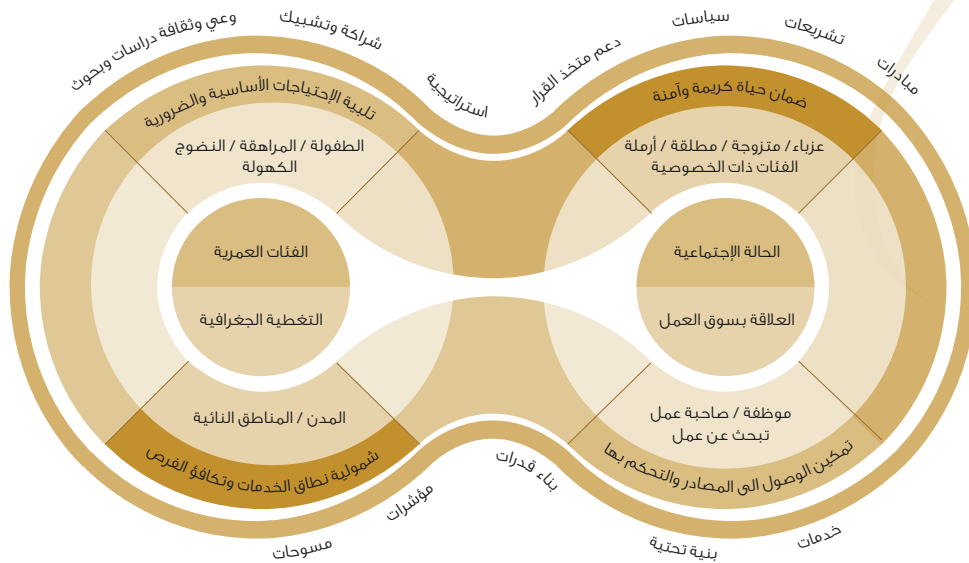 مبادرات
تشريعات
سياسات
دعم متخذ القرار
استراتيجية
شراكة وتشبيك
وعي وثقافة دراسات وبحوث
ضمان حياة كريمة وآمنة
عزباء / متزوجة / مطلقة / أرملة
الفئات ذات الخصوصية
الحالة الإجتماعية
العلاقة بسوق العمل
موظفة / صاحبة عمل
تبحث عن عمل
تمكين الوصول الى المصادر والتحكم بها
تلبية الإحتياجات الأساسية والضرورية
الطفولة / المراهقة / النضوج
الكهولة
الفئات العمرية
التغطية الجغرافية
المدن / المناطق النائية
شمولية نطاق الخدمات وتكافؤ الفرص
خدمات
بنية تحتية
بناء قدرات
مؤشرات
مسوحات